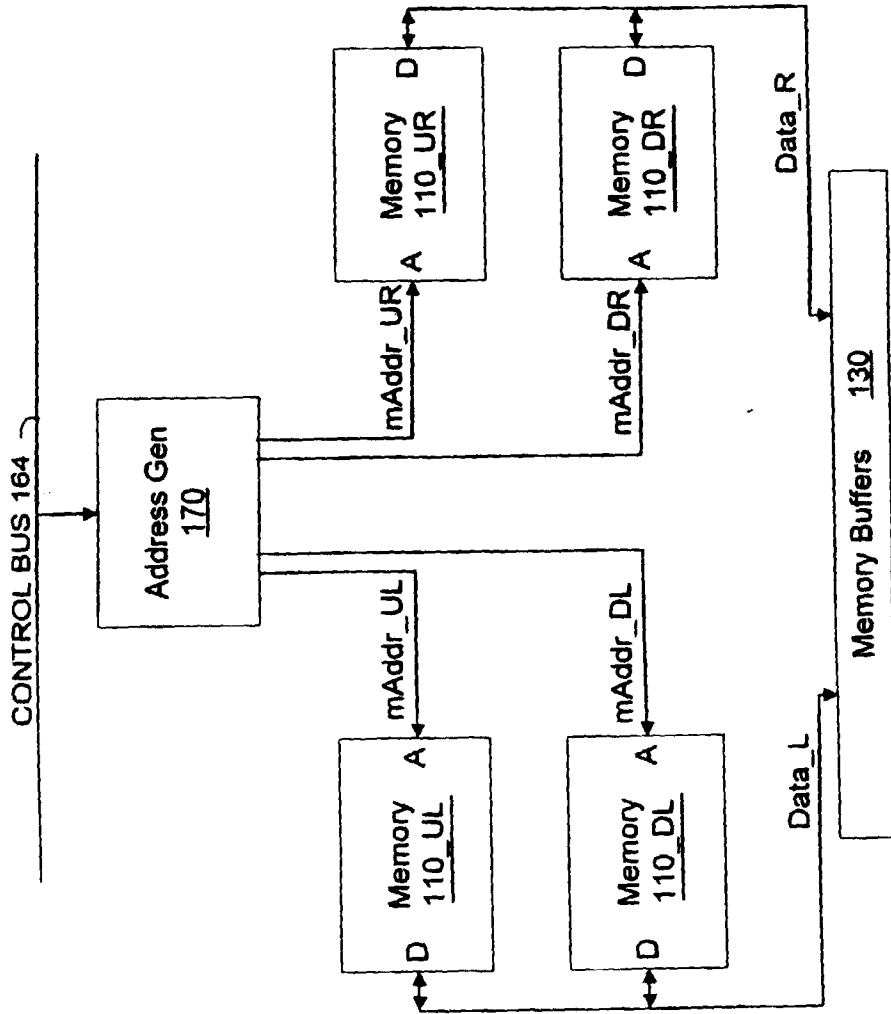 CONTROL BUS 164
Address Gen
170
mAddr_UL
mAddr_UR
D
Memory
110_UL
A
A
Memory
110_UR
D
mAddr_DL
mAddr_DR
D
Memory
110_DL
A
A
Memory
110_DR
D
Data_L
Data_R
Memory Buffers 130